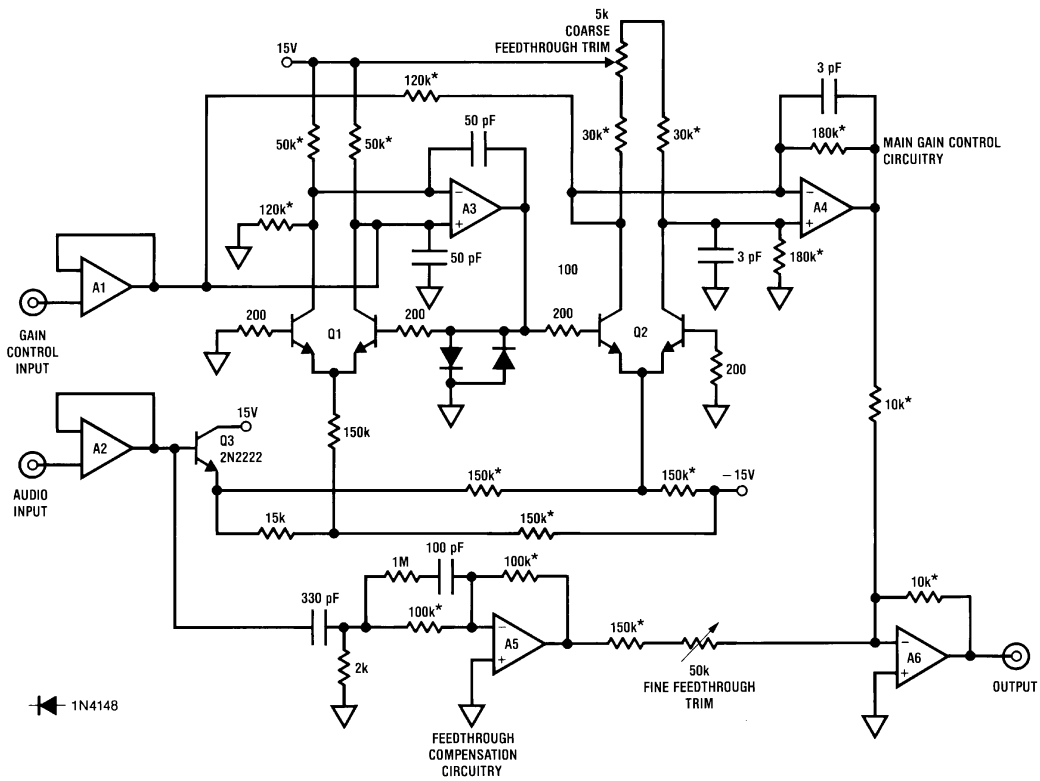 5k
COARSE
FEEDTHROUGH TRIM
15V
120k*
3 pF
50 pF
50k*
50k*
30k*
30k*
180k*
MAIN GAIN CONTROL
CIRCUITRY
A3
A4
120k*
50 pF
3 pF
180k*
100
A1
GAIN
CONTROL
INPUT
200
Q1
200
200
Q2
200
10k*
15V
A2
Q3
2N2222
150k
AUDIO
INPUT
150k*
150k*
–15V
15k
150k*
1M
100 pF
100k*
330 pF
100k*
10k*
A5
150k*
2k
50k
FINE FEEDTHROUGH
TRIM
A6
OUTPUT
1N4148
FEEDTHROUGH
COMPENSATION
CIRCUITRY